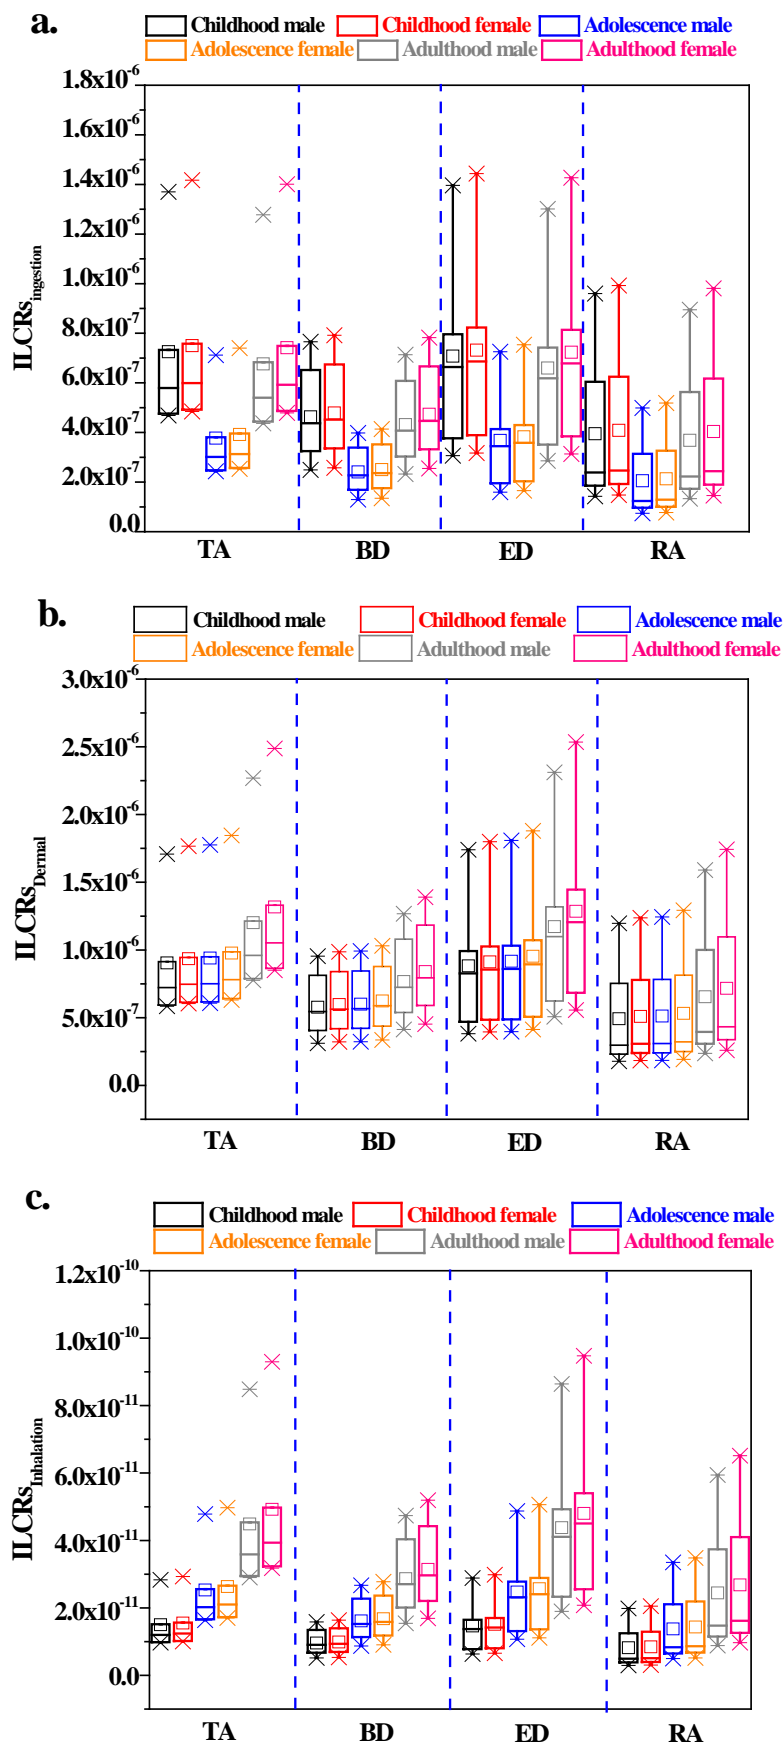 a.
Childhood male Childhood female Adolescence male
Adolescence female Adulthood male Adulthood female
1.8x10⁻⁶
1.6x10⁻⁶
1.4x10⁻⁶
1.2x10⁻⁶
1.0x10⁻⁶
8.0x10⁻⁷
6.0x10⁻⁷
4.0x10⁻⁷
2.0x10⁻⁷
0.0
ILCRs ingestion
TA BD ED RA
b.
Childhood male Childhood female Adolescence male
Adolescence female Adulthood male Adulthood female
3.0x10⁻⁶
2.5x10⁻⁶
2.0x10⁻⁶
1.5x10⁻⁶
1.0x10⁻⁶
5.0x10⁻⁷
0.0
ILCRs Dermal
TA BD ED RA
c.
Childhood male Childhood female Adolescence male
Adolescence female Adulthood male Adulthood female
1.2x10⁻¹⁰
1.0x10⁻¹⁰
8.0x10⁻¹¹
6.0x10⁻¹¹
4.0x10⁻¹¹
2.0x10⁻¹¹
0.0
ILCRs Inhalation
TA BD ED RA